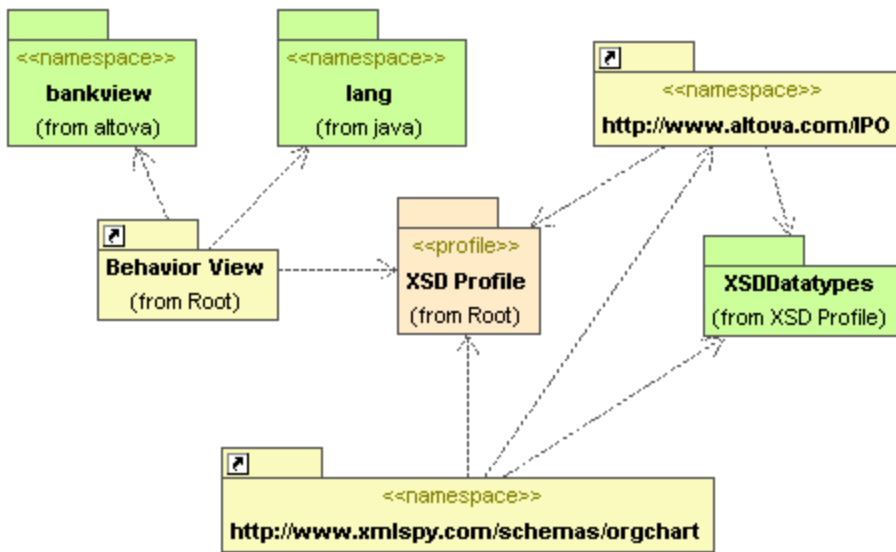 <<namespace>>
bankview
(from altova)
<<namespace>>
lang
(from java)
<<namespace>>
http://www.altova.com/IPO
Behavior View
(from Root)
<<profile>>
XSD Profile
(from Root)
XSDDatatypes
(from XSD Profile)
<<namespace>>
http://www.xmlspy.com/schemas/orgchart